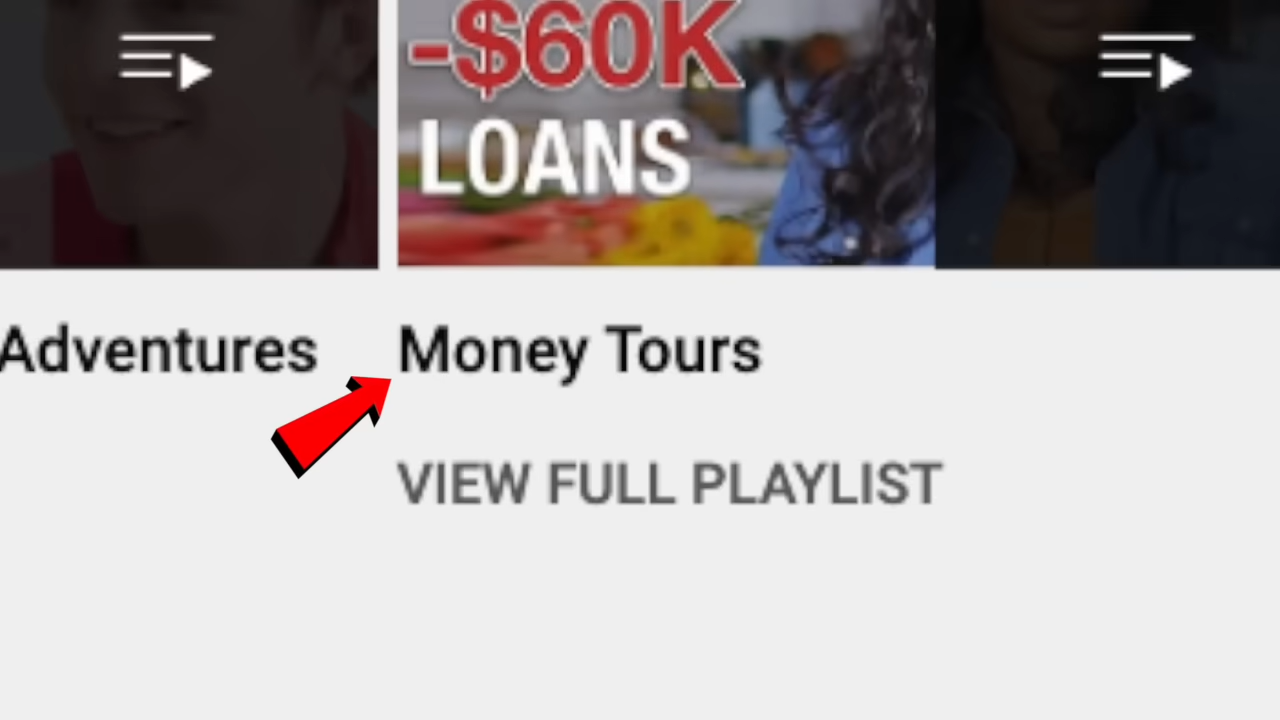 -$60K
LOANS
Adventures
Money Tours
VIEW FULL PLAYLIST